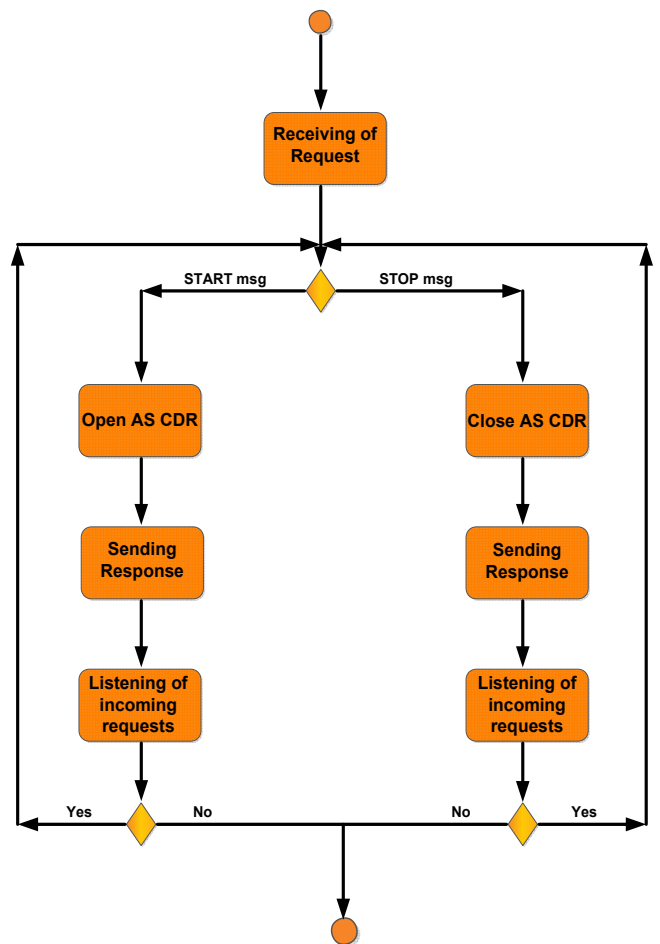 Receiving of
Request
START msg
STOP msg
Open AS CDR
Close AS CDR
Sending
Response
Sending
Response
Listening of
incoming
requests
Listening of
incoming
requests
Yes
No
No
Yes